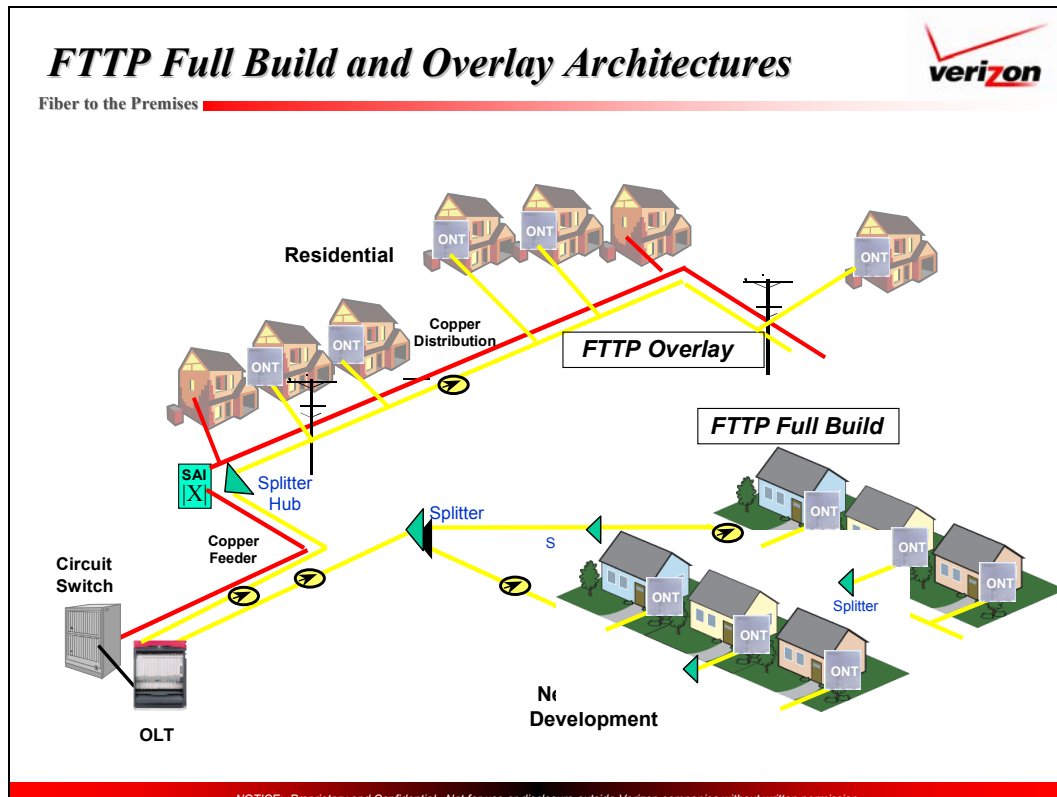 FTTP Full Build and Overlay Architectures
verizon
Fiber to the Premises
ONT
ONT
ONT
Residential
ONT
ONT
Copper
Distribution
FTTP Overlay
FTTP Full Build
SAI
|X|
Splitter
Hub
Splitter
S
ONT
ONT
ONT
Copper
Feeder
Circuit
Switch
ONT
ONT
ONT
Splitter
OLT
Development